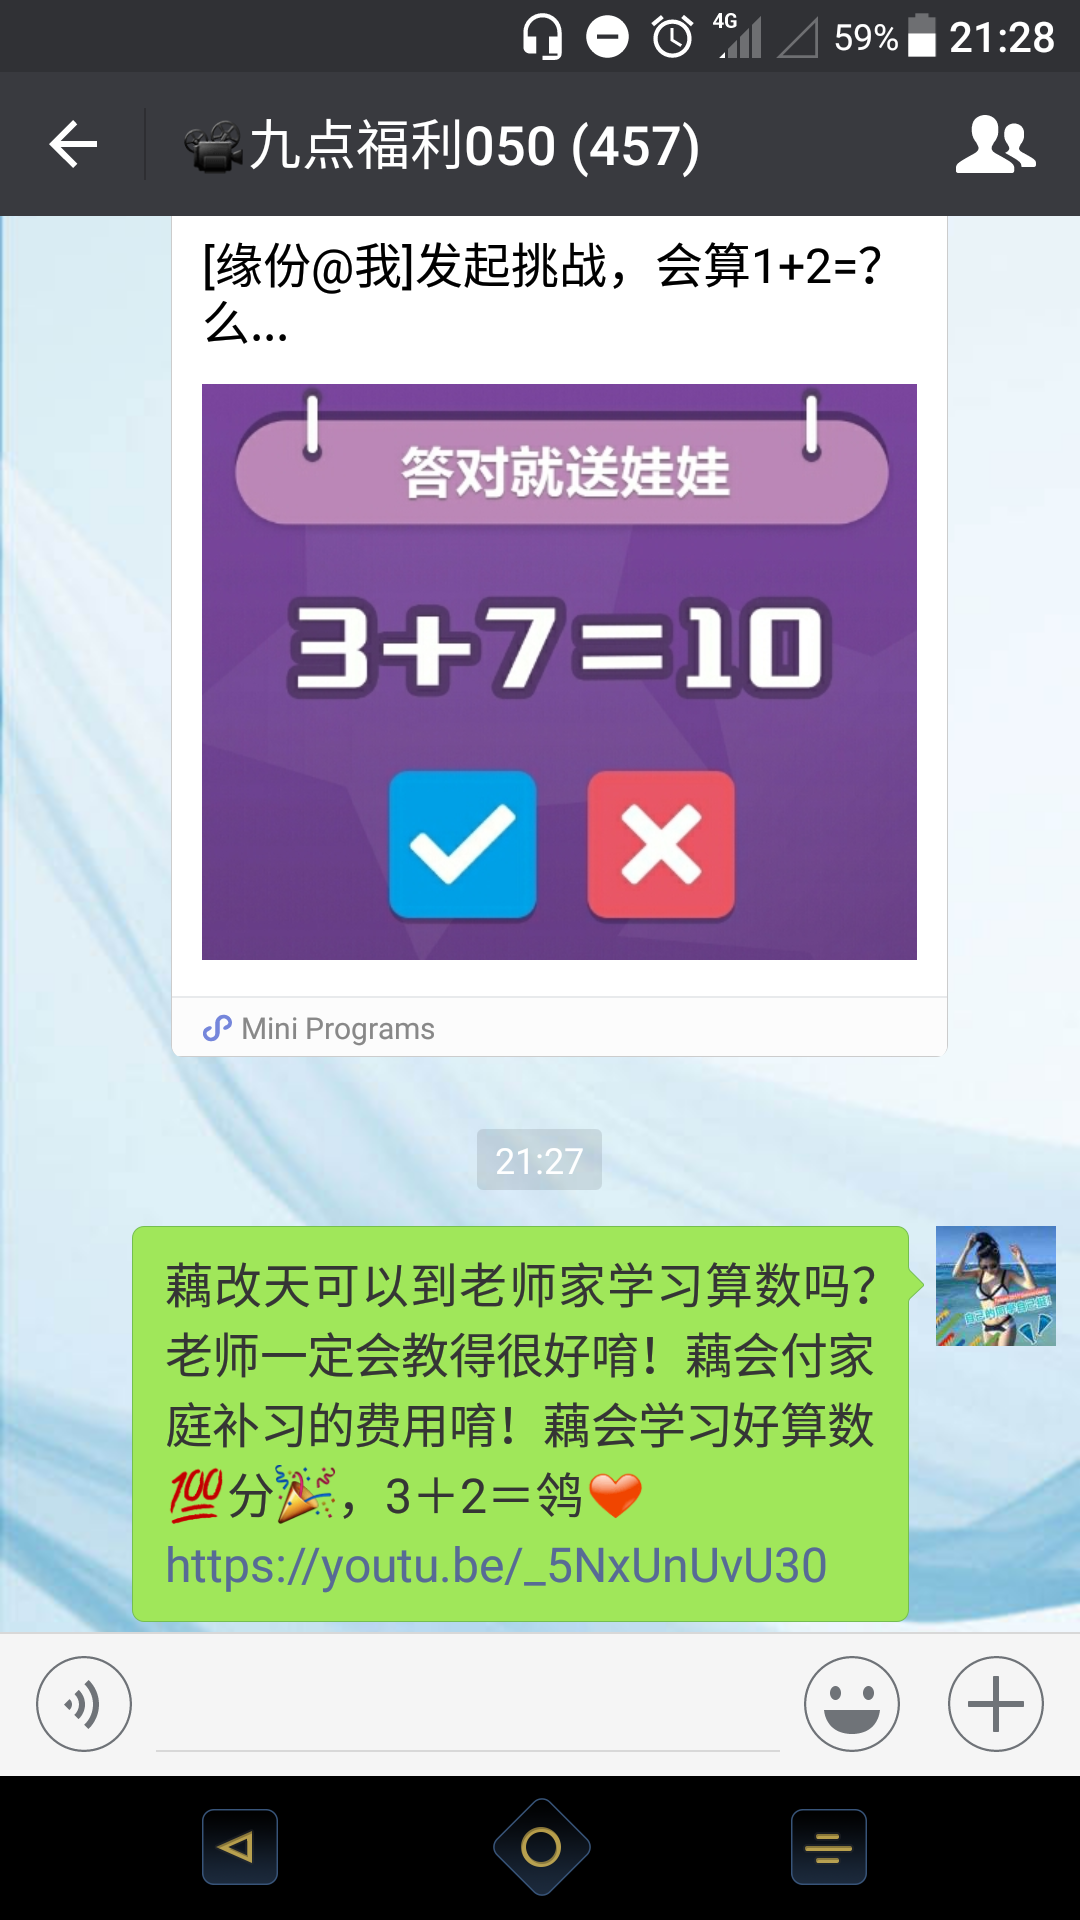 4G 59% 21:28
九点福利050 (457)
[缘份@我]发起挑战，会算1+2=?
么...
答对就送娃娃
3+7=10
Mini Programs
21:27
藕改天可以到老师家学习算数吗？
老师一定会教得很好唷！藕会付家
庭补习的费用唷！藕会学习好算数
💯分🎉，3＋2＝鸰❤️
https://youtu.be/_5NxUnUvU30